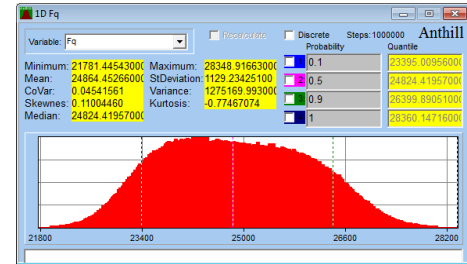 1D Fq
Variable: Fq
Recoordinate
Discrete Steps: 1000000 Anthill
Probability Quantile
Minimum: 21781.44543000 Maximum: 28348.91663000
Mean: 24864.45266000 StDeviation: 1129.23425100
CoVar: 0.04541561 Variance: 1275169.993000
Skewnes: 0.11004460 Kurtosis: -0.77467074
Median: 24824.41957000
1 0.1 23395.00956000
2 0.5 24824.41957000
3 0.9 26399.89051000
1 28360.14716000
21800 23400 25000 26600 28200